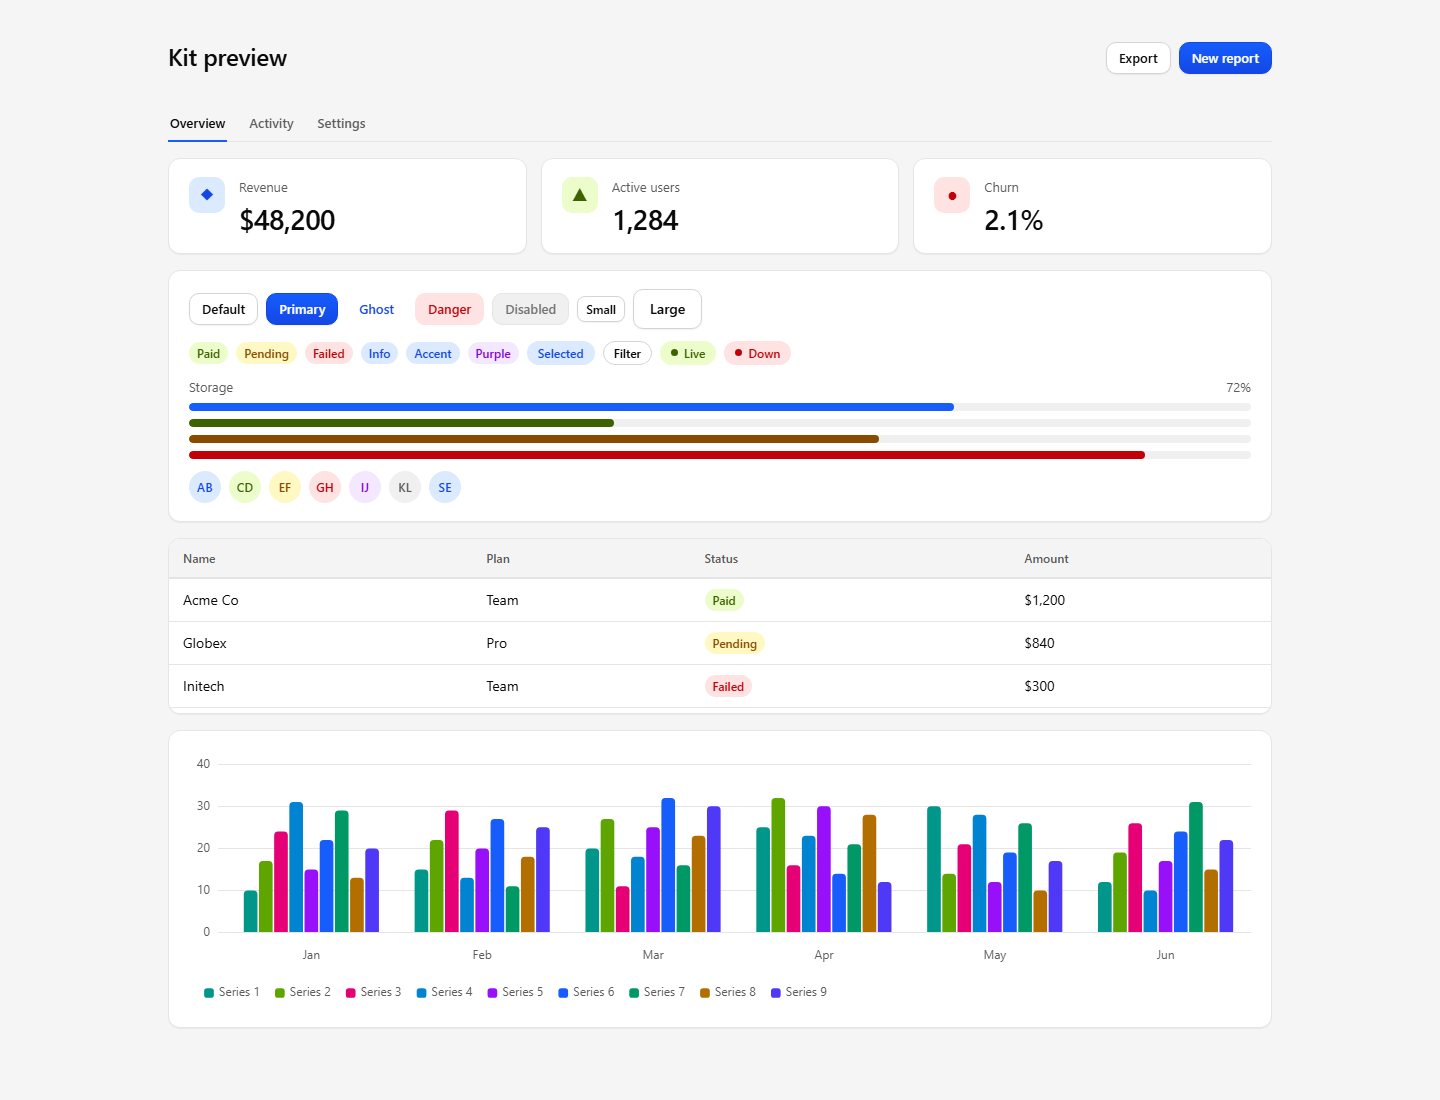 Kit preview
Export New report
Overview Activity Settings
Revenue
$48,200
Active users
1,284
Churn
2.1%
Default Primary Ghost Danger Disabled Small Large
Paid Pending Failed Info Accent Purple Selected Filter Live Down
Storage 72%
AB CD EF GH IJ KL SE
Name Plan Status Amount
Acme Co Team Paid $1,200
Globex Pro Pending $840
Initech Team Failed $300
40
30
20
10
0
Jan Feb Mar Apr May Jun
Series 1 Series 2 Series 3 Series 4 Series 5 Series 6 Series 7 Series 8 Series 9